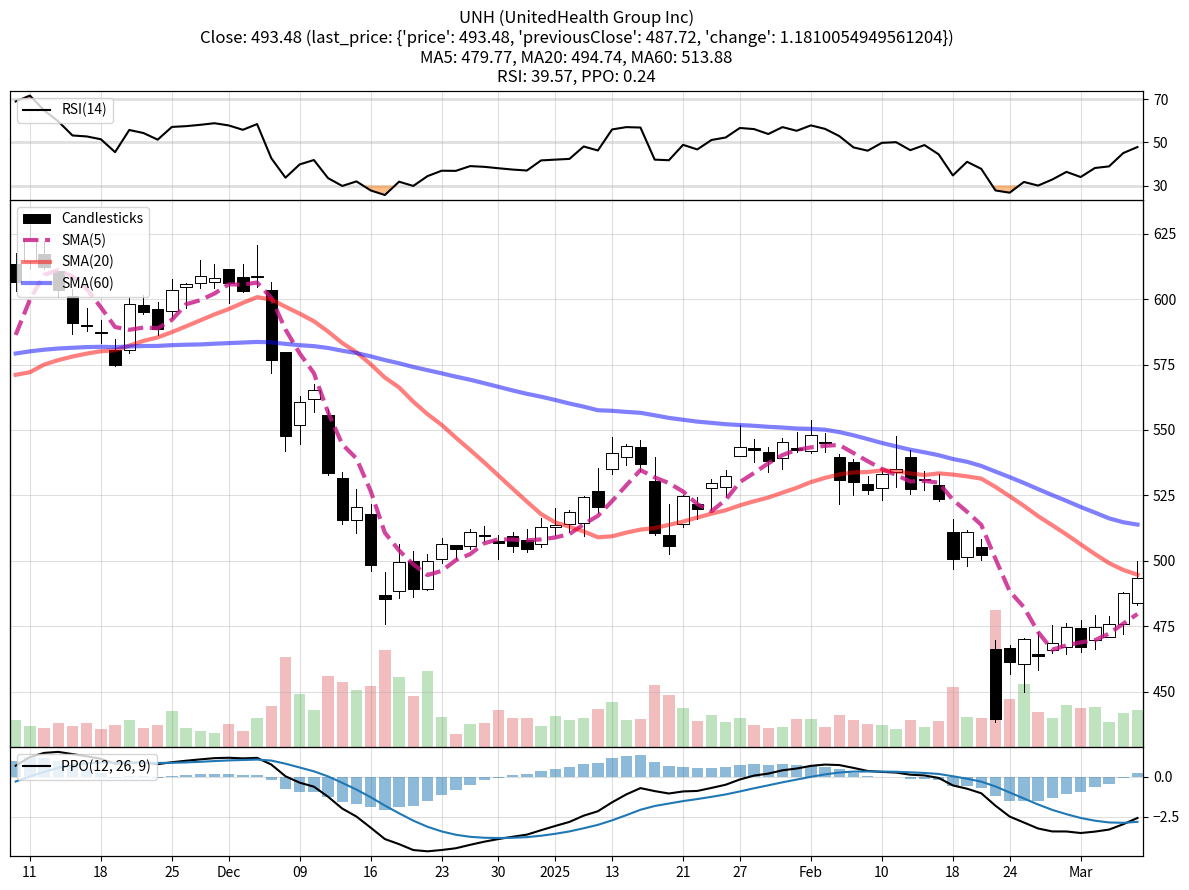 UNH (UnitedHealth Group Inc)
Close: 493.48 (last_price: {'price': 493.48, 'previousClose': 487.72, 'change': 1.1810054949561204})
MA5: 479.77, MA20: 494.74, MA60: 513.88
RSI: 39.57, PPO: 0.24
RSI(14)
70
50
30
Candlesticks
SMA(5)
SMA(20)
SMA(60)
625
600
575
550
525
500
475
450
PPO(12, 26, 9)
0.0
−2.5
11 18 25 Dec 09 16 23 30 2025 13 21 27 Feb 10 18 24 Mar